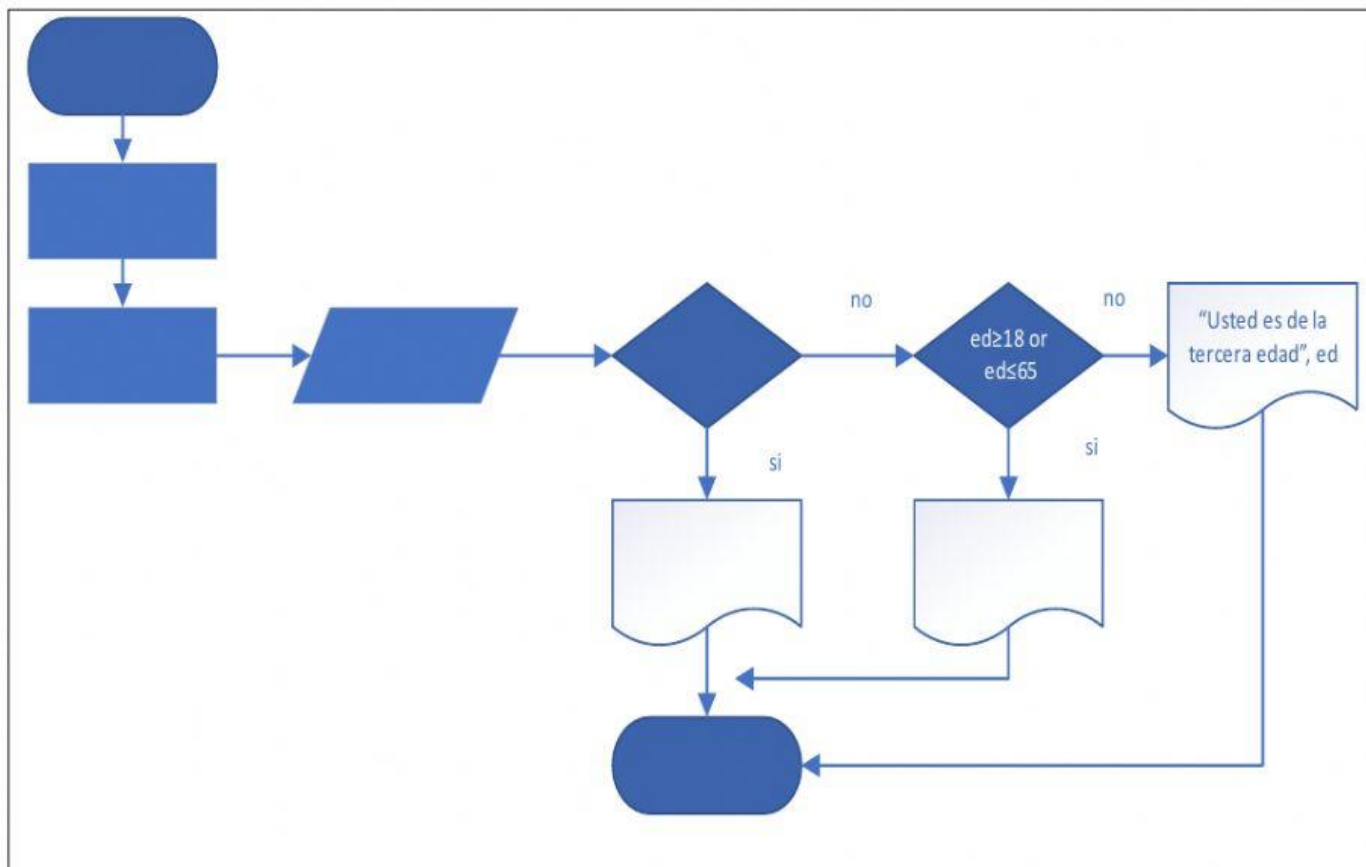 no
no
ed≥18 or
ed≤65
“Usted es de la
tercera edad”, ed
si
si